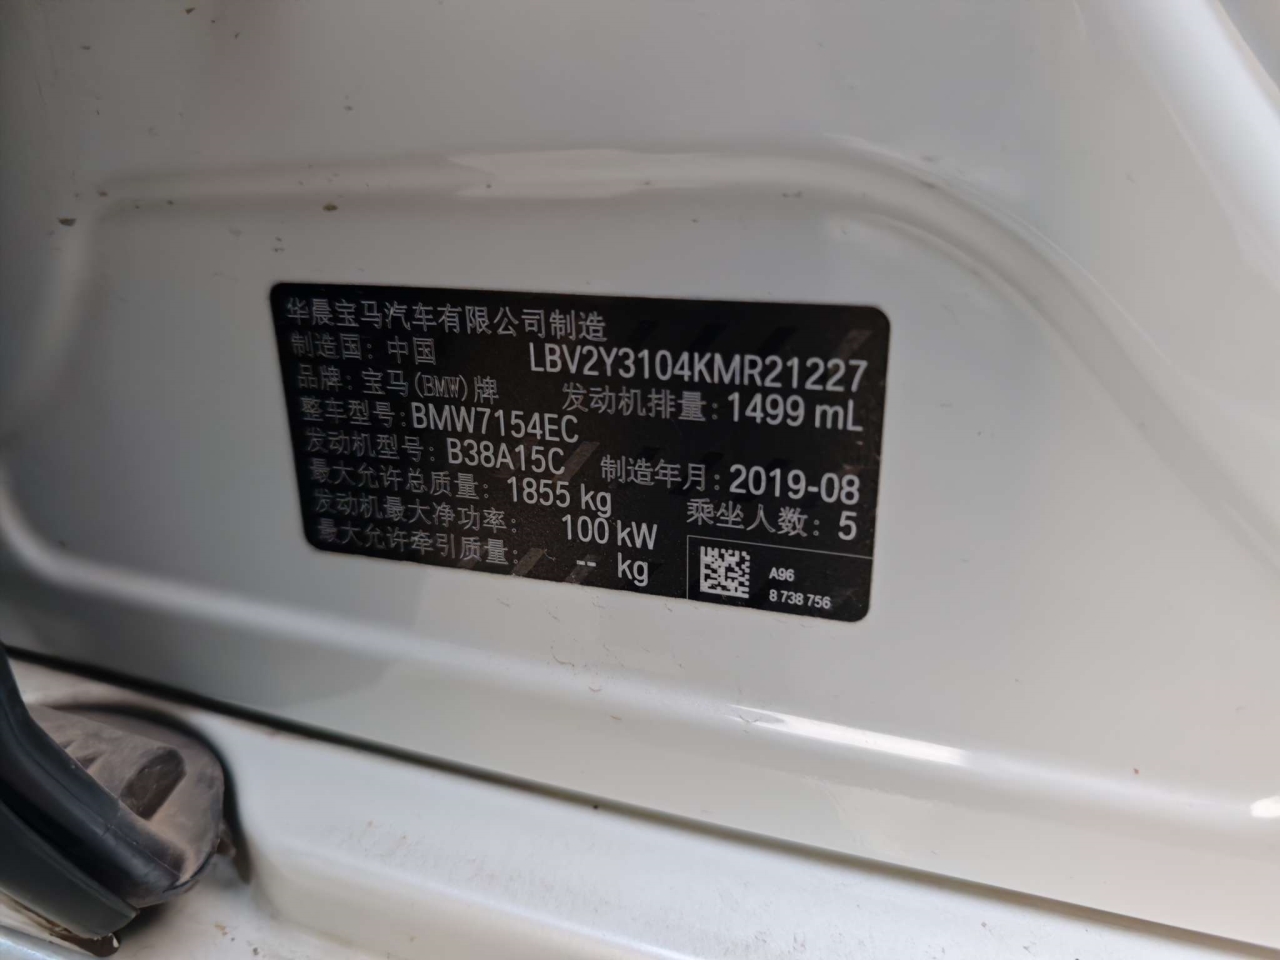 华晨宝马汽车有限公司制造
制造国：中国 LBV2Y3104KMR21227
品牌：宝马(BMW)牌 发动机排量：1499 mL
整车型号：BMW7154EC
发动机型号：B38A15C 制造年月：2019-08
最大允许总质量：1855 kg 乘坐人数：5
发动机最大净功率：100 kW
最大允许牵引质量：-- kg
A96
8 738 756